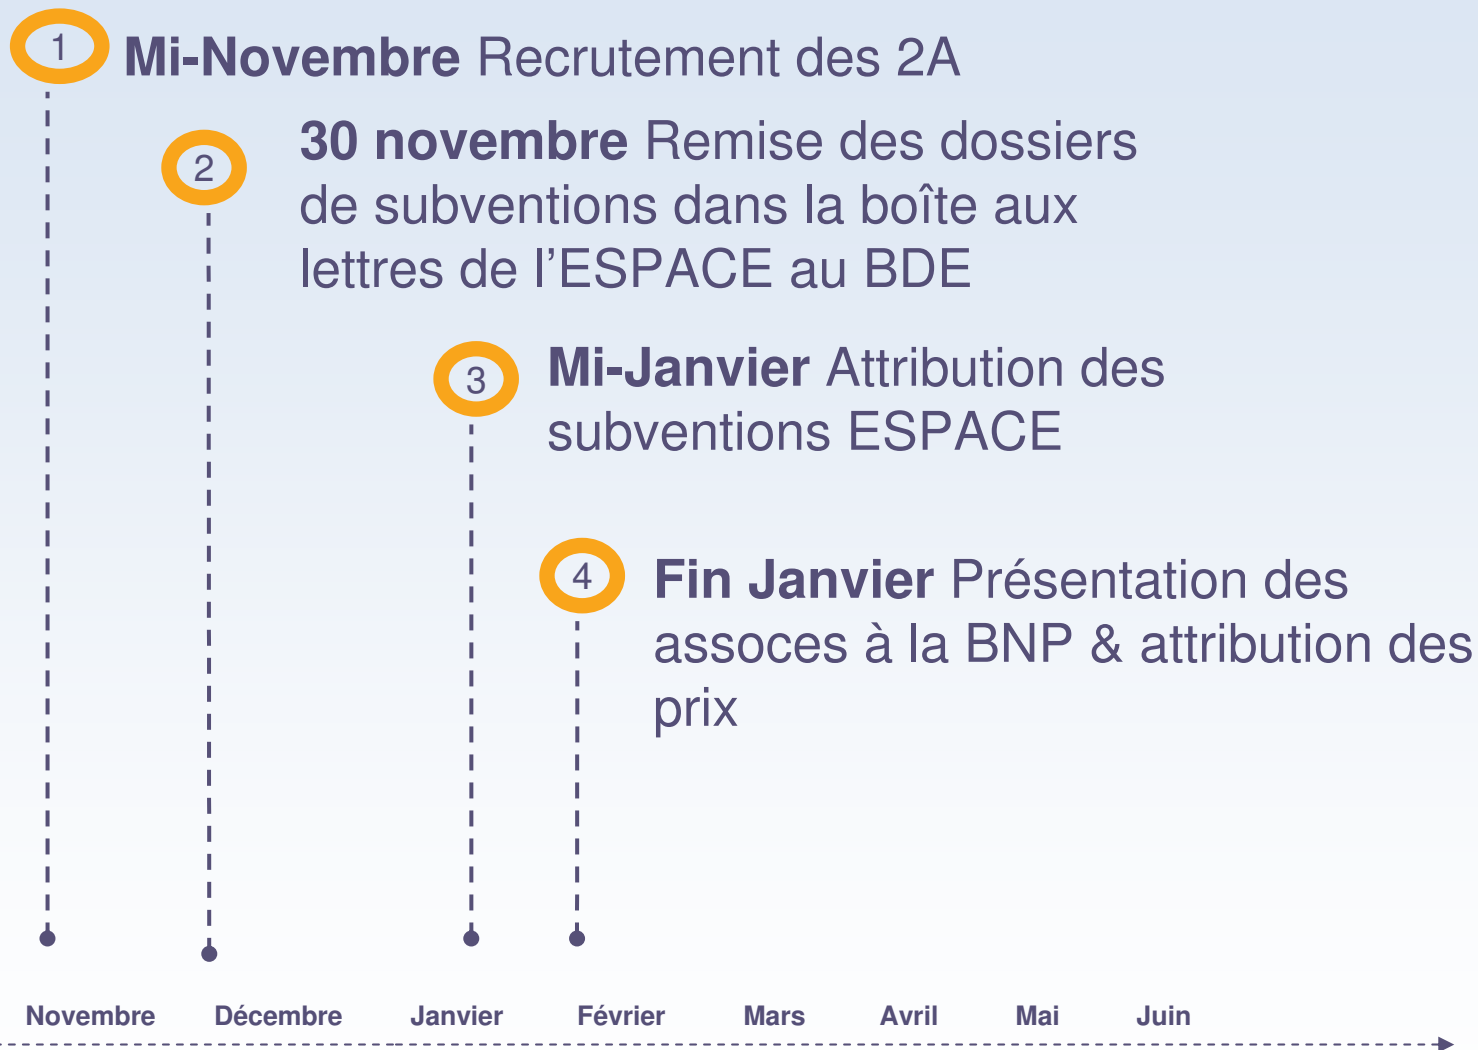 1
Mi-Novembre Recrutement des 2A
2
30 novembre Remise des dossiers
de subventions dans la boîte aux
lettres de l’ESPACE au BDE
3
Mi-Janvier Attribution des
subventions ESPACE
4
Fin Janvier Présentation des
assoces à la BNP & attribution des
prix
Novembre Décembre Janvier Février Mars Avril Mai Juin